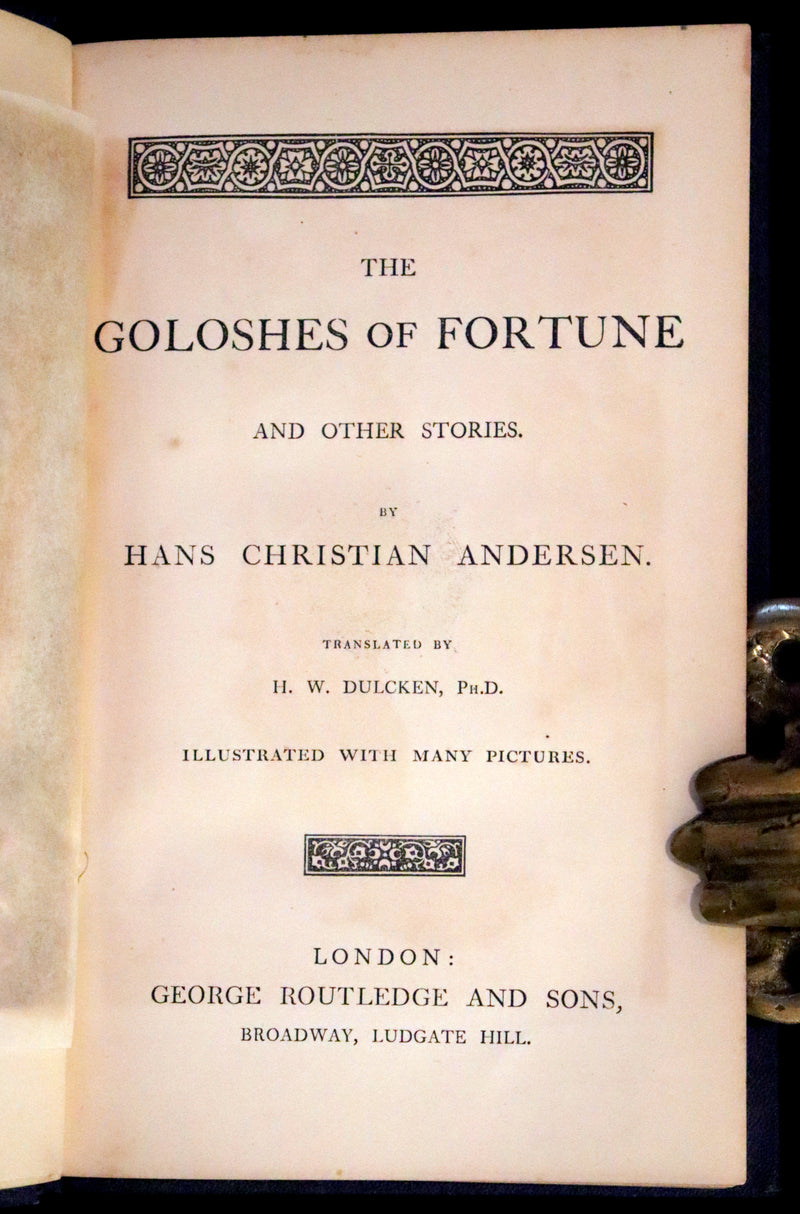 THE
GOLOSHES OF FORTUNE
AND OTHER STORIES.
BY
HANS CHRISTIAN ANDERSEN.
TRANSLATED BY
H. W. DULCKEN, PH.D.
ILLUSTRATED WITH MANY PICTURES.
LONDON:
GEORGE ROUTLEDGE AND SONS,
BROADWAY, LUDGATE HILL.